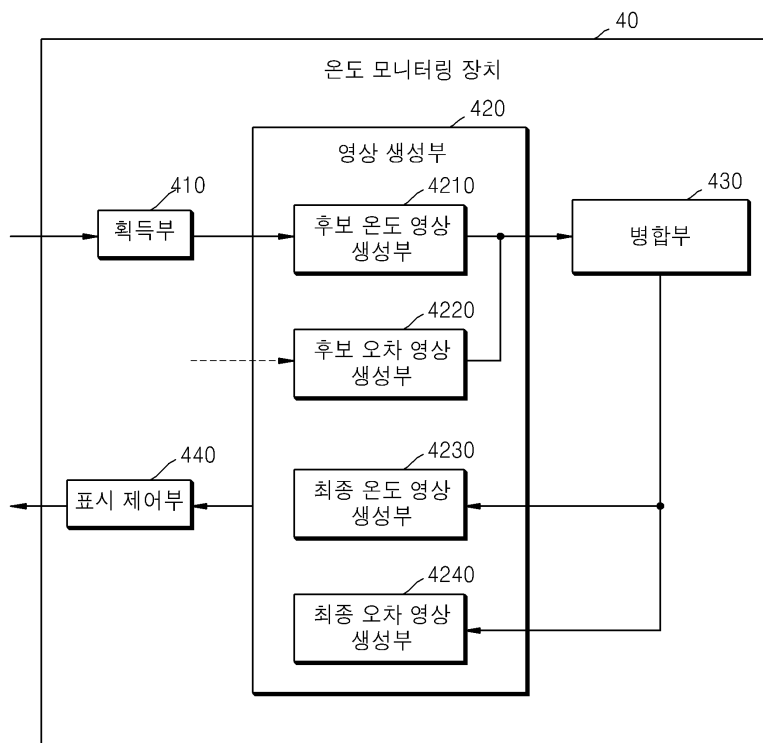 40
온도 모니터링 장치
420
영상 생성부
410
획득부
4210
후보 온도 영상
생성부
430
병합부
4220
후보 오차 영상
생성부
440
표시 제어부
4230
최종 온도 영상
생성부
4240
최종 오차 영상
생성부